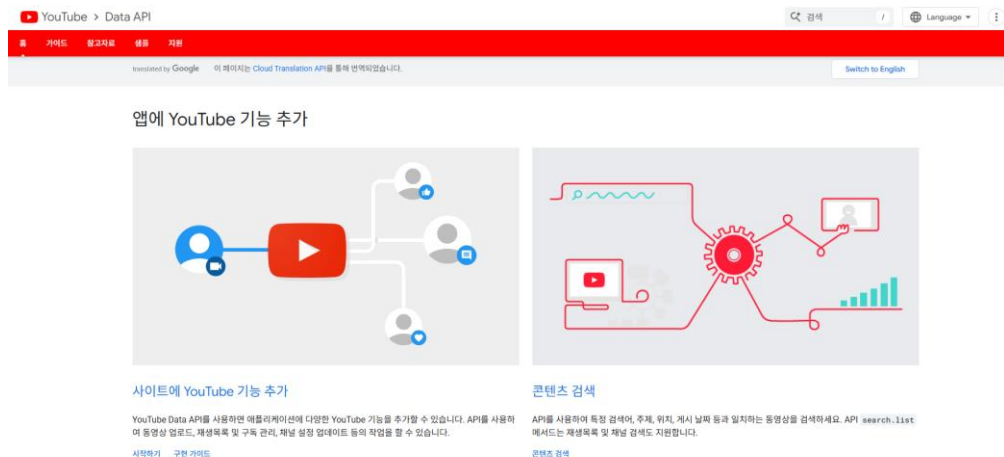 YouTube > Data API
검색
/
Language
홈 가이드 참고자료 샘플 지원
translated by Google 이 페이지는 Cloud Translation API를 통해 번역되었습니다.
Switch to English
앱에 YouTube 기능 추가
사이트에 YouTube 기능 추가
YouTube Data API를 사용하면 애플리케이션에 다양한 YouTube 기능을 추가할 수 있습니다. API를 사용하
여 동영상 업로드, 재생목록 및 구독 관리, 채널 설정 업데이트 등의 작업을 할 수 있습니다.
시작하기 구현 가이드
콘텐츠 검색
API를 사용하여 특정 검색어, 주제, 위치, 게시 날짜 등과 일치하는 동영상을 검색하세요. API search.list
메서드는 재생목록 및 채널 검색도 지원합니다.
콘텐츠 검색